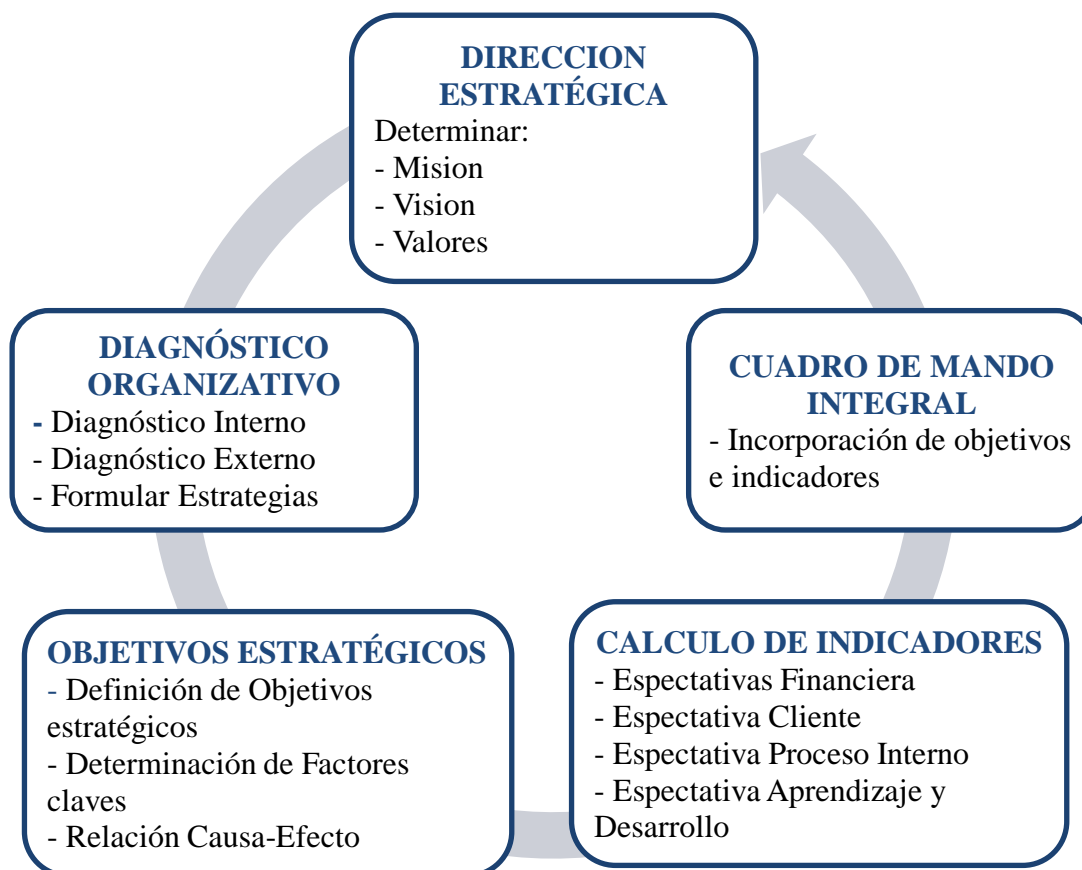 DIRECCION
ESTRATÉGICA
Determinar:
- Mision
- Vision
- Valores
DIAGNÓSTICO
ORGANIZATIVO
- Diagnóstico Interno
- Diagnóstico Externo
- Formular Estrategias
CUADRO DE MANDO
INTEGRAL
- Incorporación de objetivos
e indicadores
OBJETIVOS ESTRATÉGICOS
- Definición de Objetivos
estratégicos
- Determinación de Factores
claves
- Relación Causa-Efecto
CALCULO DE INDICADORES
- Espectativas Financiera
- Espectativa Cliente
- Espectativa Proceso Interno
- Espectativa Aprendizaje y
Desarrollo